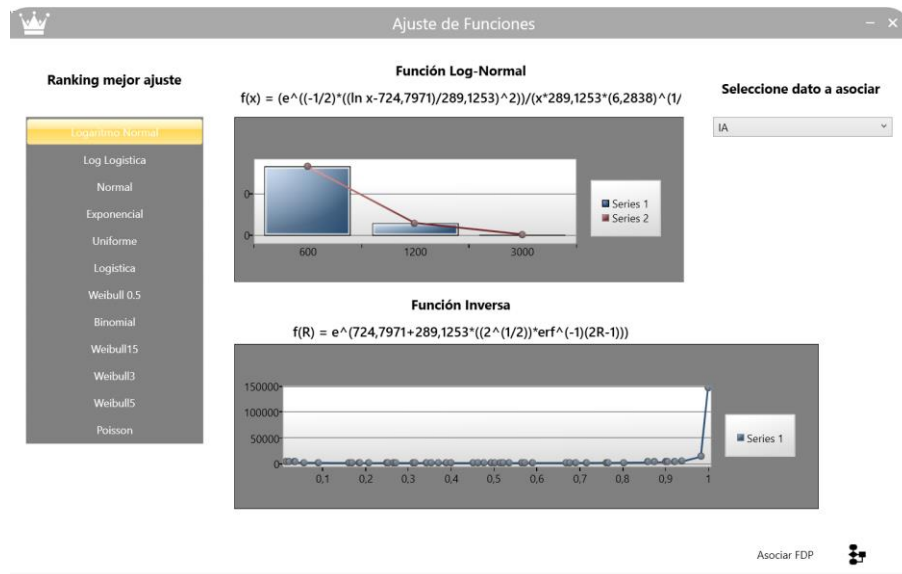 Ajuste de Funciones
Ranking mejor ajuste
Logaritmo Normal
Log Logistica
Normal
Exponencial
Uniforme
Logistica
Weibull 0.5
Binomial
Weibull15
Weibull3
Weibull5
Poisson
Función Log-Normal
f(x) = (e^((-1/2)*((ln x-724,7971)/289,1253)^2))/(x*289,1253*(6,2838)^(1/
0
0
600 1200 3000
Series 1
Series 2
Función Inversa
f(R) = e^(724,7971+289,1253*((2^(1/2))*erf^(-1)(2R-1)))
150000
100000
50000
0
0,1 0,2 0,3 0,4 0,5 0,6 0,7 0,8 0,9 1
Series 1
Seleccione dato a asociar
IA
Asociar FDP